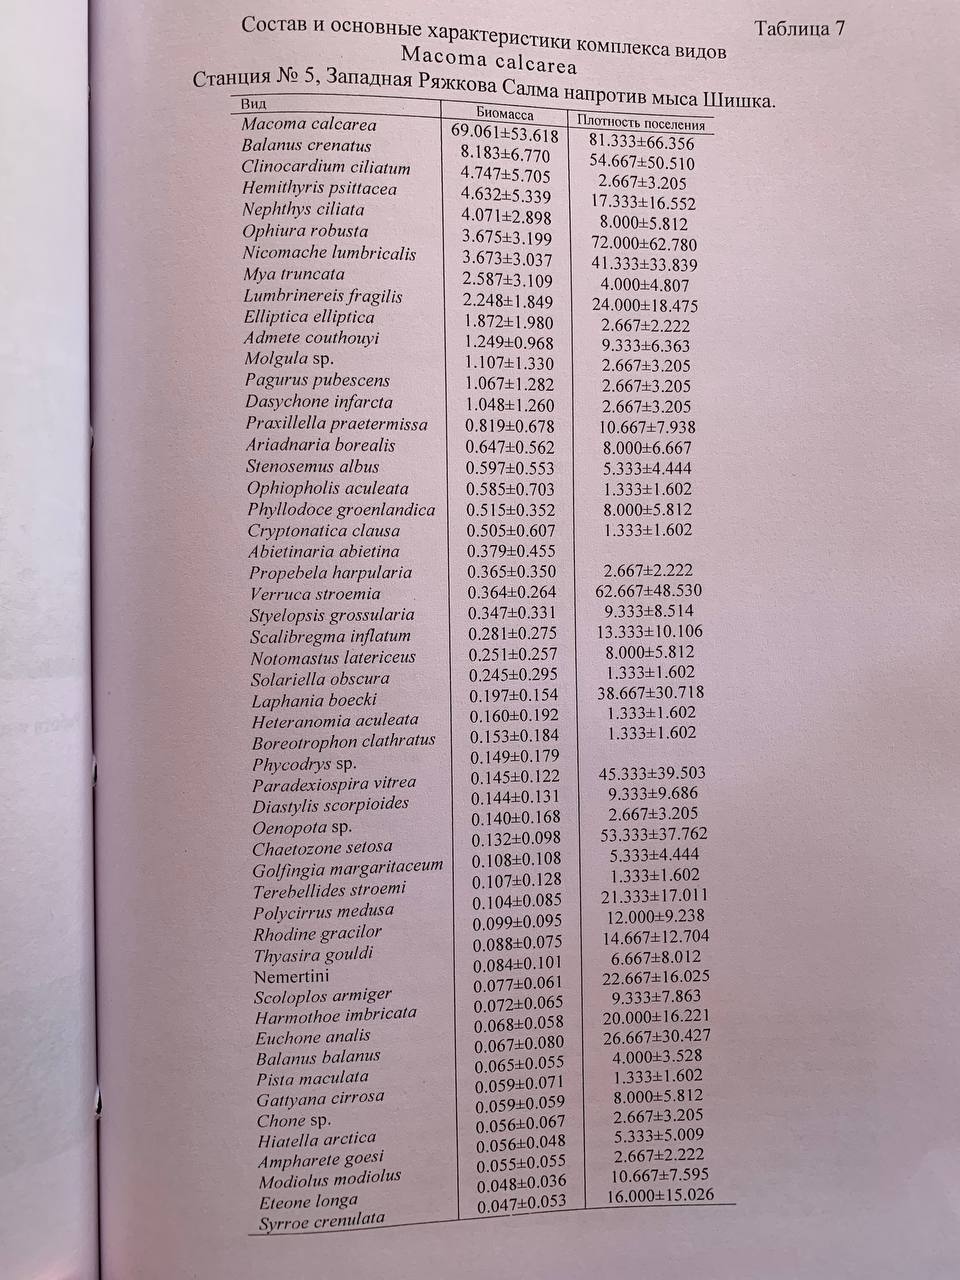 Таблица 7
Состав и основные характеристики комплекса видов
Macoma calcarea
Станция № 5, Западная Ряжкова Салма напротив мыса Шишка.
Вид Биомасса Плотность поселения
Macoma calcarea 69.061±53.618 81.333±66.356
Balanus crenatus 8.183±6.770 54.667±50.510
Clinocardium ciliatum 4.747±5.705 2.667±3.205
Hemithyris psittacea 4.632±5.339 17.333±16.552
Nephthys ciliata 4.071±2.898 8.000±5.812
Ophiura robusta 3.675±3.199 72.000±62.780
Nicomache lumbricalis 3.673±3.037 41.333±33.839
Mya truncata 2.587±3.109 4.000±4.807
Lumbrinereis fragilis 2.248±1.849 24.000±18.475
Elliptica elliptica 1.872±1.980 2.667±2.222
Admete couthouyi 1.249±0.968 9.333±6.363
Molgula sp. 1.107±1.330 2.667±3.205
Pagurus pubescens 1.067±1.282 2.667±3.205
Dasychone infarcta 1.048±1.260 2.667±3.205
Praxillella praetermissa 0.819±0.678 10.667±7.938
Ariadnaria borealis 0.647±0.562 8.000±6.667
Stenosemus albus 0.597±0.553 5.333±4.444
Ophiopholis aculeata 0.585±0.703 1.333±1.602
Phyllodoce groenlandica 0.515±0.352 8.000±5.812
Cryptonatica clausa 0.505±0.607 1.333±1.602
Abietinaria abietina 0.379±0.455
Propebela harpularia 0.365±0.350 2.667±2.222
Verruca stroemia 0.364±0.264 62.667±48.530
Styelopsis grossularia 0.347±0.331 9.333±8.514
Scalibregma inflatum 0.281±0.275 13.333±10.106
Notomastus latericeus 0.251±0.257 8.000±5.812
Solariella obscura 0.245±0.295 1.333±1.602
Laphania boecki 0.197±0.154 38.667±30.718
Heteranomia aculeata 0.160±0.192 1.333±1.602
Boreotrophon clathratus 0.153±0.184 1.333±1.602
Phycodrys sp. 0.149±0.179
Paradexiospira vitrea 0.145±0.122 45.333±39.503
Diastylis scorpioides 0.144±0.131 9.333±9.686
Oenopota sp. 0.140±0.168 2.667±3.205
Chaetozone setosa 0.132±0.098 53.333±37.762
Golfingia margaritaceum 0.108±0.108 5.333±4.444
Terebellides stroemi 0.107±0.128 1.333±1.602
Polycirrus medusa 0.104±0.085 21.333±17.011
Rhodine gracilor 0.099±0.095 12.000±9.238
Thyasira gouldi 0.088±0.075 14.667±12.704
Nemertini 0.084±0.101 6.667±8.012
Scoloplos armiger 0.077±0.061 22.667±16.025
Harmothoe imbricata 0.072±0.065 9.333±7.863
Euchone analis 0.068±0.058 20.000±16.221
Balanus balanus 0.067±0.080 26.667±30.427
Pista maculata 0.065±0.055 4.000±3.528
Gattyana cirrosa 0.059±0.071 1.333±1.602
Chone sp. 0.059±0.059 8.000±5.812
Hiatella arctica 0.056±0.067 2.667±3.205
Ampharete goesi 0.056±0.048 5.333±5.009
Modiolus modiolus 0.055±0.055 2.667±2.222
Eteone longa 0.048±0.036 10.667±7.595
Syrroe crenulata 0.047±0.053 16.000±15.026